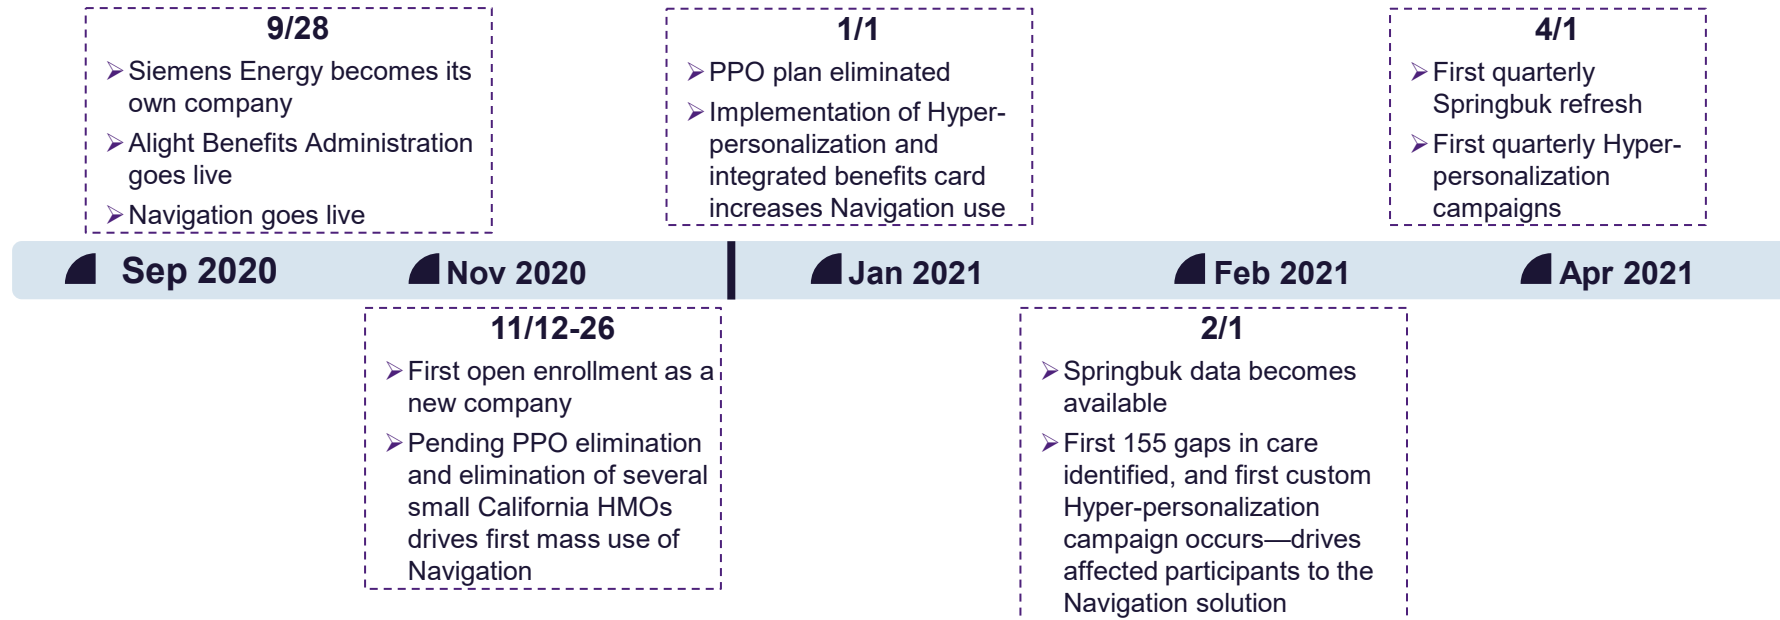 9/28
➢Siemens Energy becomes its
own company
➢Alight Benefits Administration
goes live
➢Navigation goes live
1/1
➢PPO plan eliminated
➢Implementation of Hyper-
personalization and
integrated benefits card
increases Navigation use
4/1
➢First quarterly
Springbuk refresh
➢First quarterly Hyper-
personalization
campaigns
Sep 2020
Nov 2020
Jan 2021
Feb 2021
Apr 2021
11/12-26
➢First open enrollment as a
new company
➢Pending PPO elimination
and elimination of several
small California HMOs
drives first mass use of
Navigation
2/1
➢Springbuk data becomes
available
➢First 155 gaps in care
identified, and first custom
Hyper-personalization
campaign occurs—drives
affected participants to the
Navigation solution